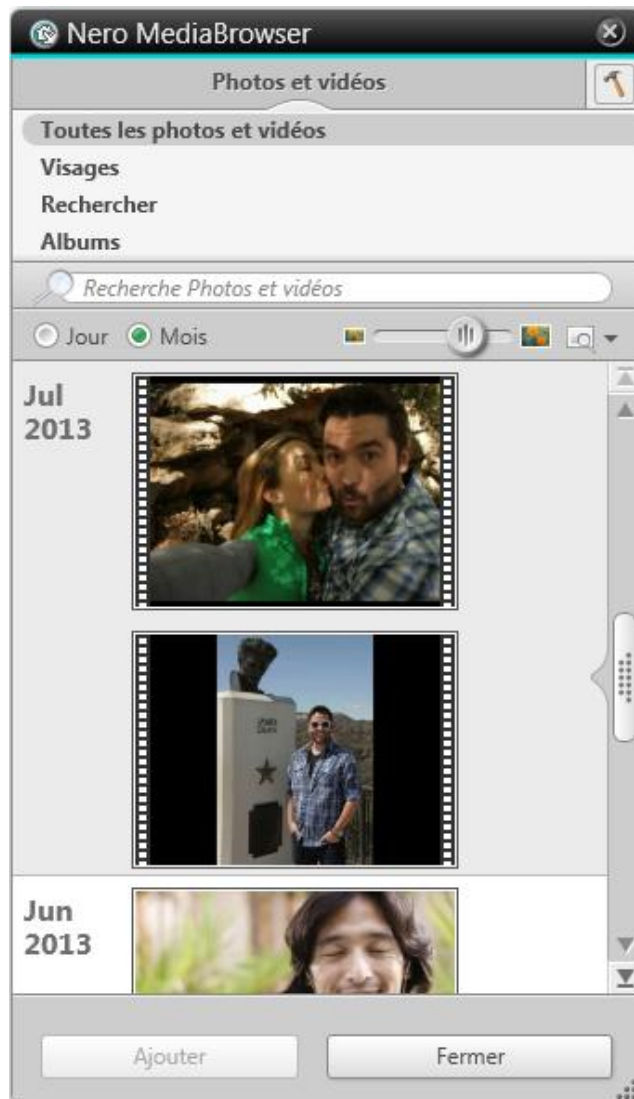 Nero MediaBrowser
Photos et vidéos
Toutes les photos et vidéos
Visages
Rechercher
Albums
Recherche Photos et vidéos
Jour
Mois
Jul
2013
Jun
2013
Ajouter
Fermer